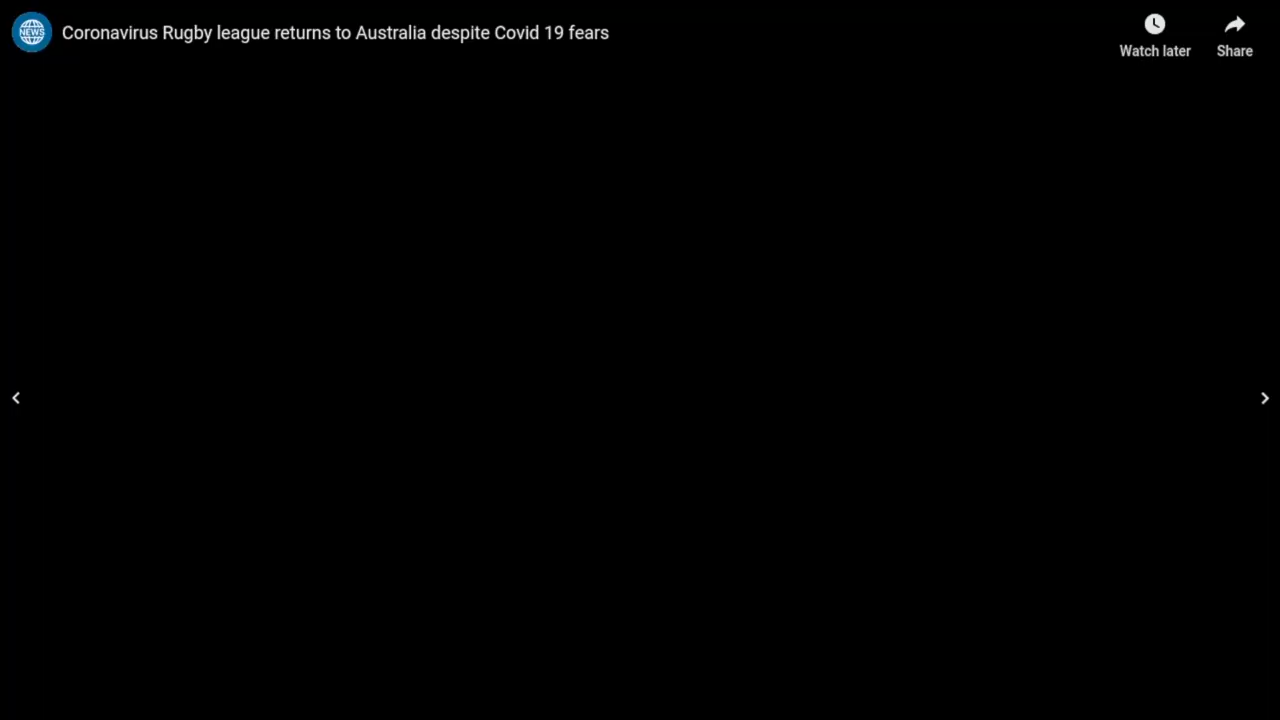 NEWS
Coronavirus Rugby league returns to Australia despite Covid 19 fears
Watch later
Share